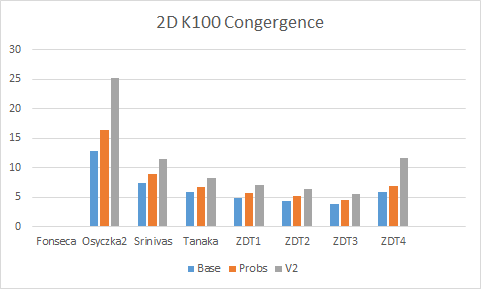 2D K100 Congergence
30
25
20
15
10
5
0
Fonseca Osyczka2 Srinivas Tanaka ZDT1 ZDT2 ZDT3 ZDT4
Base Probs V2